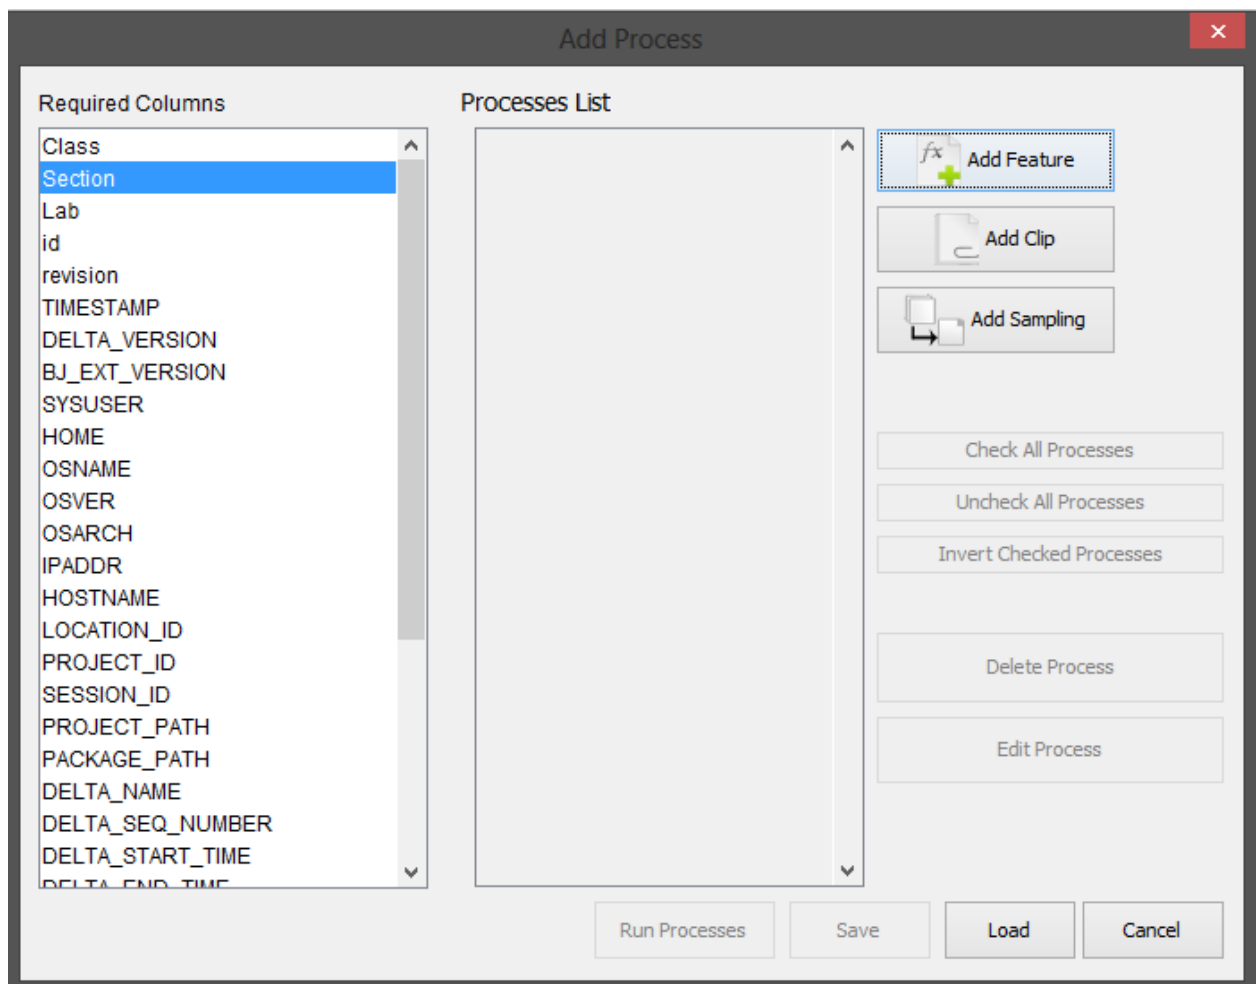 Add Process
Required Columns
Processes List
Class
Section
Lab
id
revision
TIMESTAMP
DELTA_VERSION
BJ_EXT_VERSION
SYSUSER
HOME
OSNAME
OSVER
OSARCH
IPADDR
HOSTNAME
LOCATION_ID
PROJECT_ID
SESSION_ID
PROJECT_PATH
PACKAGE_PATH
DELTA_NAME
DELTA_SEQ_NUMBER
DELTA_START_TIME
DELTA_END_TIME
fx Add Feature
Add Clip
Add Sampling
Check All Processes
Uncheck All Processes
Invert Checked Processes
Delete Process
Edit Process
Run Processes
Save
Load
Cancel